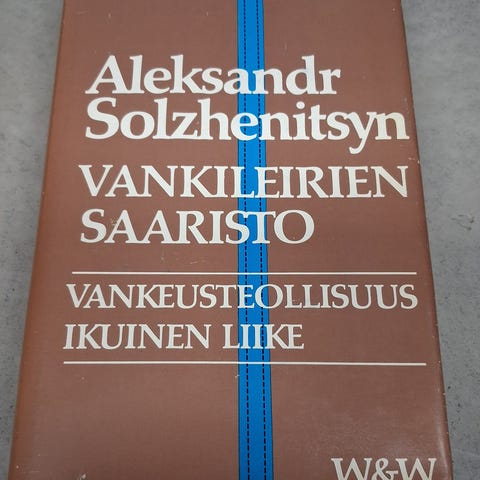 Aleksandr
Solzhenitsyn
VANKILEIRIEN
SAARISTO
VANKEUSTEOLLISUUS
IKUINEN LIIKE
W&W